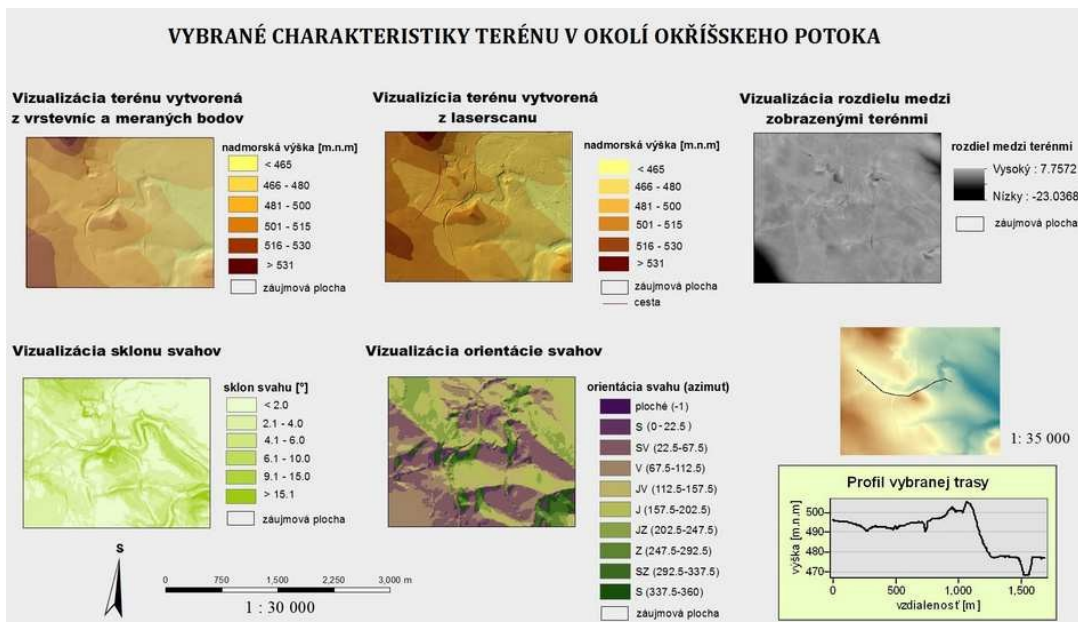 VYBRANÉ CHARAKTERISTIKY TERÉNU V OKOLÍ OKŘÍŠSKEHO POTOKA
Vizualizácia terénu vytvorená
z vrstevníc a meraných bodov
nadmorská výška [m.n.m]
< 465
466 - 480
481 - 500
501 - 515
516 - 530
> 531
záujmová plocha
Vizualizícia terénu vytvorená
z laserscanu
nadmorská výška [m.n.m]
< 465
466 - 480
481 - 500
501 - 515
516 - 530
> 531
záujmová plocha
cesta
Vizualizácia rozdielu medzi
zobrazenými terénmi
rozdiel medzi terénmi
Vysoký : 7.7572
Nízky : -23.0368
záujmová plocha
Vizualizácia sklonu svahov
sklon svahu [°]
< 2.0
2.1 - 4.0
4.1 - 6.0
6.1 - 10.0
9.1 - 15.0
> 15.1
záujmová plocha
Vizualizácia orientácie svahov
orientácia svahu (azimut)
ploché (-1)
S (0-22.5)
SV (22.5-67.5)
V (67.5-112.5)
JV (112.5-157.5)
J (157.5-202.5)
JZ (202.5-247.5)
Z (247.5-292.5)
SZ (292.5-337.5)
S (337.5-360)
záujmová plocha
1: 35 000
Profil vybranej trasy
výška [m.n.m]
500
490
480
470
0
500
1,000
1,500
vzdialenosť [m]
S
0
750
1,500
2,250
3,000 m
1 : 30 000